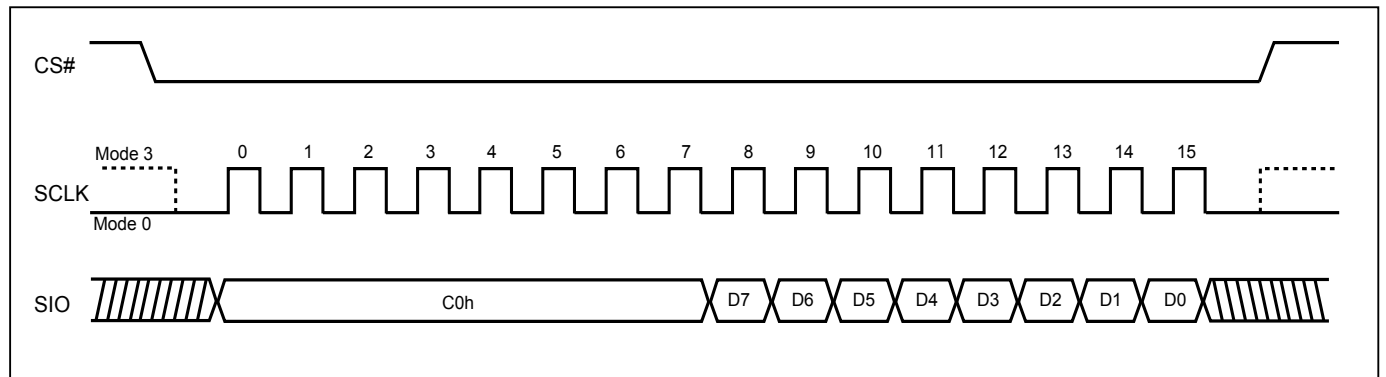 CS#
Mode 3
0 1 2 3 4 5 6 7 8 9 10 11 12 13 14 15
SCLK
Mode 0
SIO
C0h D7 D6 D5 D4 D3 D2 D1 D0